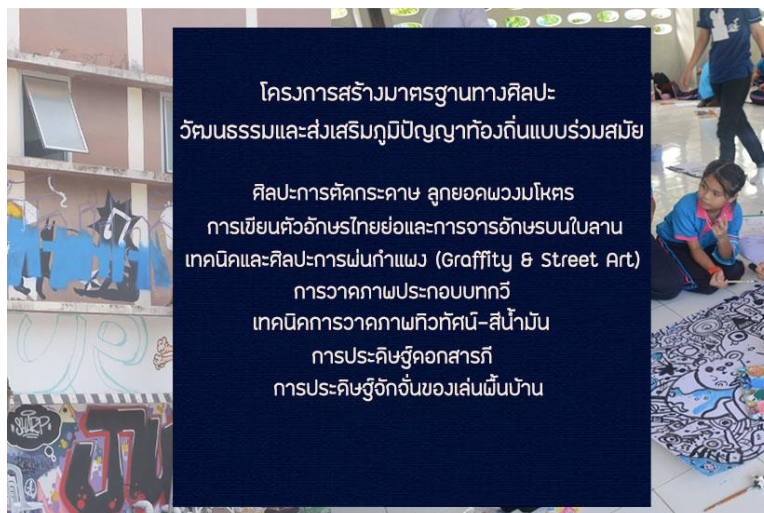 โครงการสร้างมาตรฐานทางศิลปะ
วัฒนธรรมและส่งเสริมภูมิปัญญาท้องถิ่นแบบร่วมสมัย
ศิลปะการตัดกระดาษ ลูกยอดพวงมโหตร
การเขียนตัวอักษรไทยย่อและการจารอักษรบนใบลาน
เทคนิคและศิลปะการพ่นกำแพง (Graffity & Street Art)
การวาดภาพประกอบบทกวี
เทคนิคการวาดภาพทิวทัศน์-สีน้ำมัน
การประดิษฐ์ดอกสารภี
การประดิษฐ์จักจั่นของเล่นพื้นบ้าน
SHARP